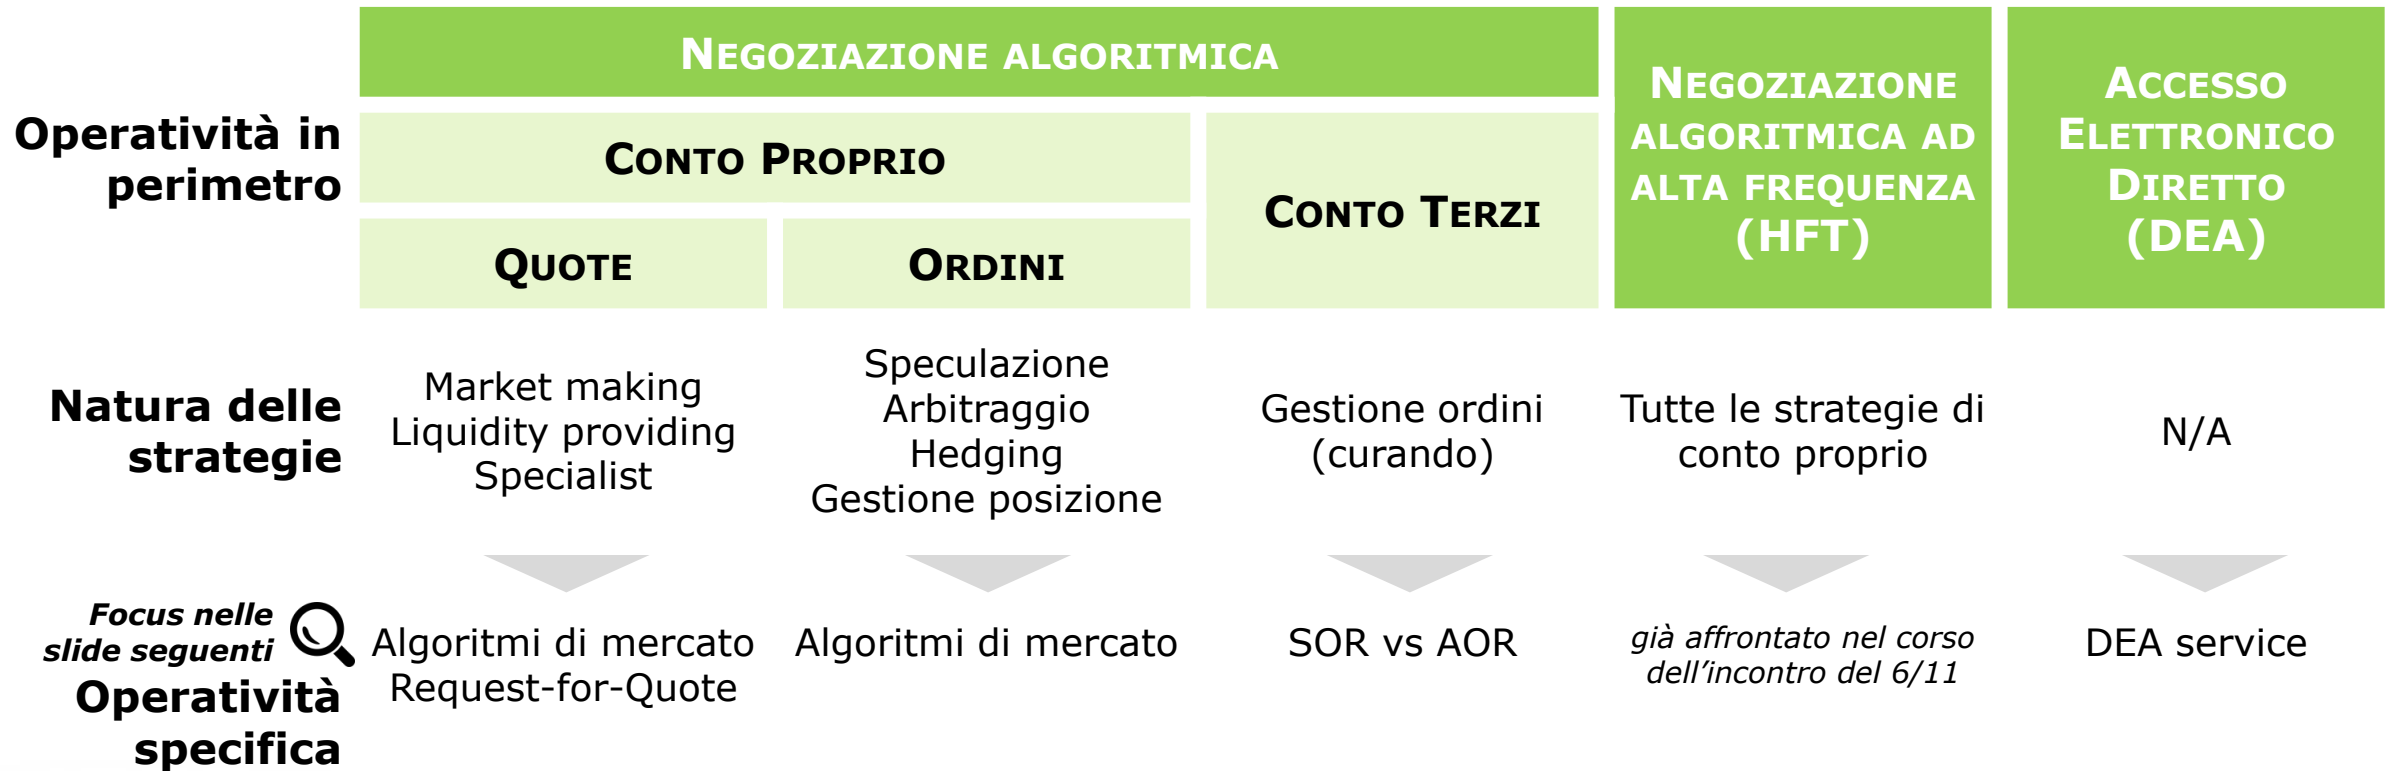 NEGOZIAZIONE ALGORITMICA
NEGOZIAZIONE
ALGORITMICA AD
ALTA FREQUENZA
(HFT)
ACCESSO
ELETTRONICO
DIRETTO
(DEA)
Operatività in
perimetro
CONTO PROPRIO
CONTO TERZI
QUOTE
ORDINI
Natura delle
strategie
Market making
Liquidity providing
Specialist
Speculazione
Arbitraggio
Hedging
Gestione posizione
Gestione ordini
(curando)
Tutte le strategie di
conto proprio
N/A
Focus nelle
slide seguenti
Operatività
specifica
Algoritmi di mercato
Request-for-Quote
Algoritmi di mercato
SOR vs AOR
già affrontato nel corso
dell'incontro del 6/11
DEA service